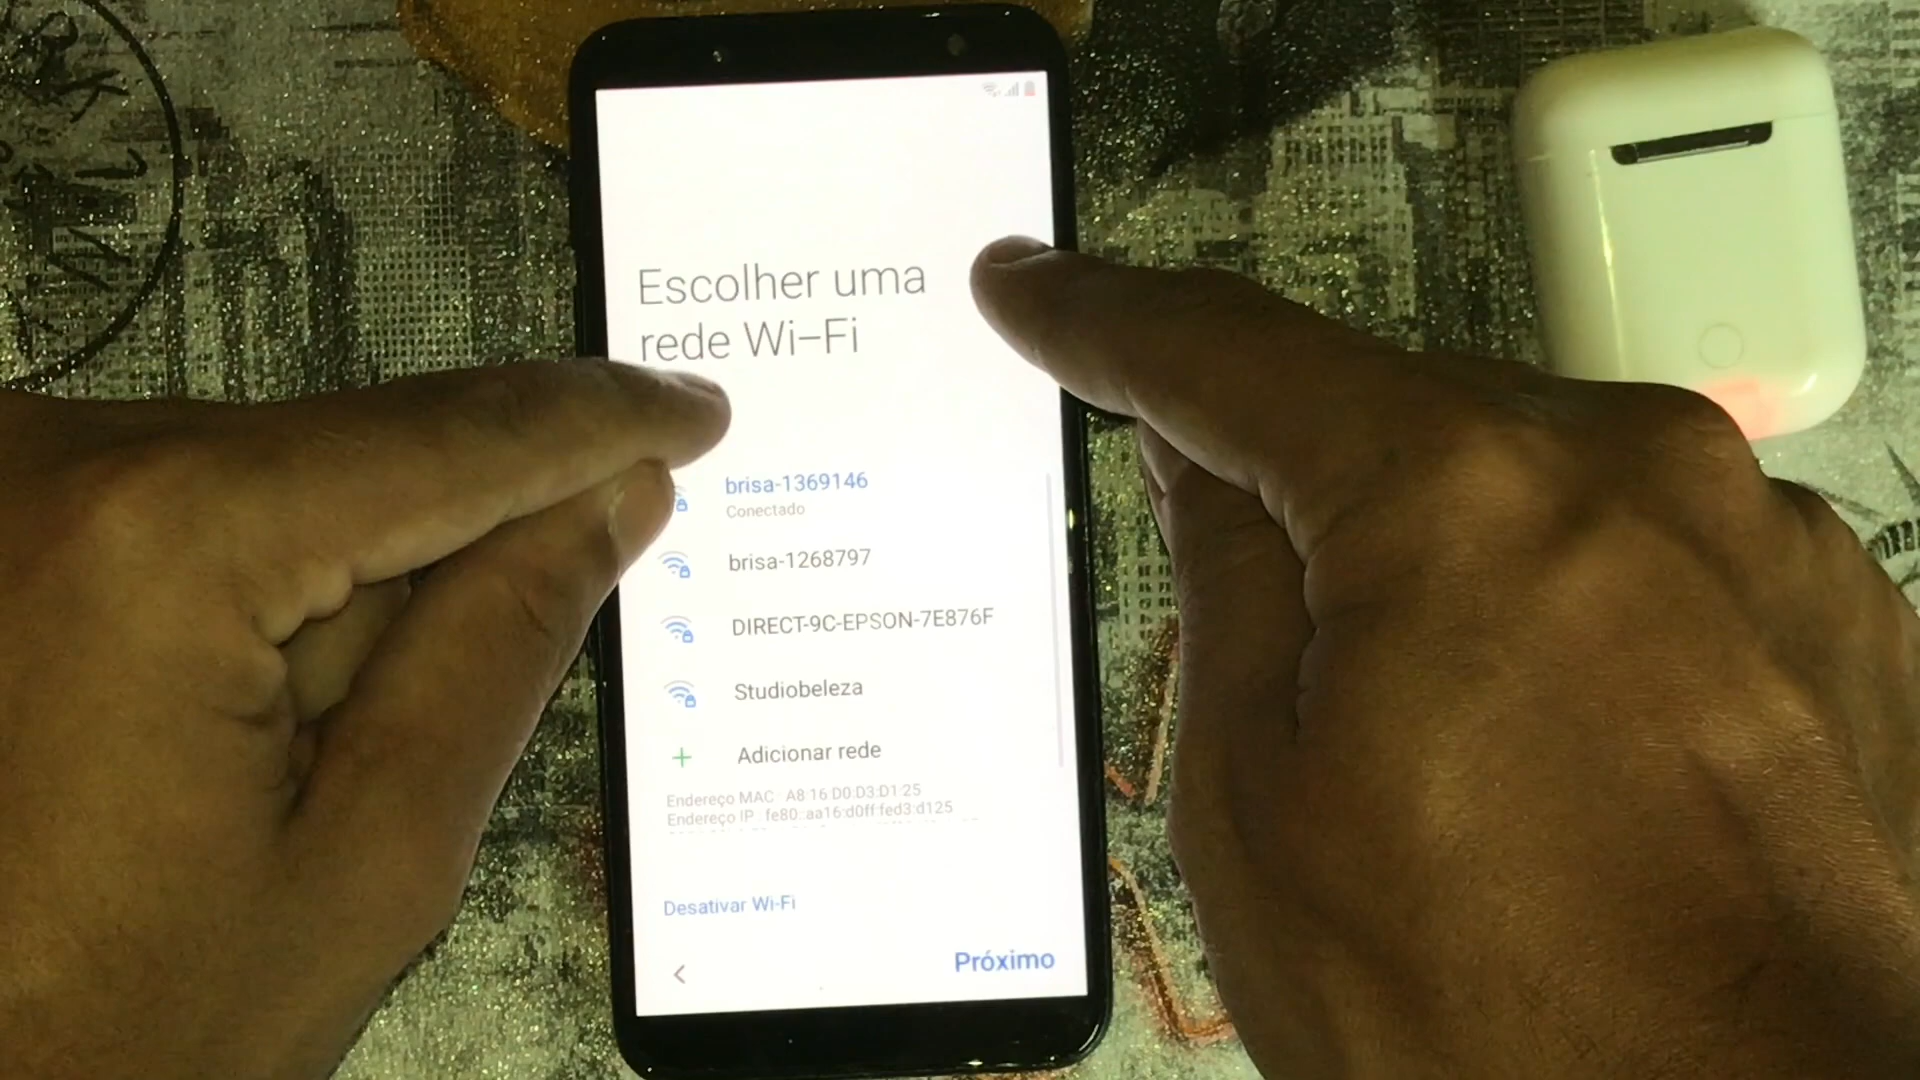 Escolher uma
rede Wi-Fi
brisa-1369146
Conectado
brisa-1268797
DIRECT-9C-EPSON-7E876F
Studiobeleza
Adicionar rede
Endereço MAC : A8:16:D0:D3:D1:25
Endereço IP : fe80::aa16:d0ff:fed3:d125
Desativar Wi-Fi
Próximo